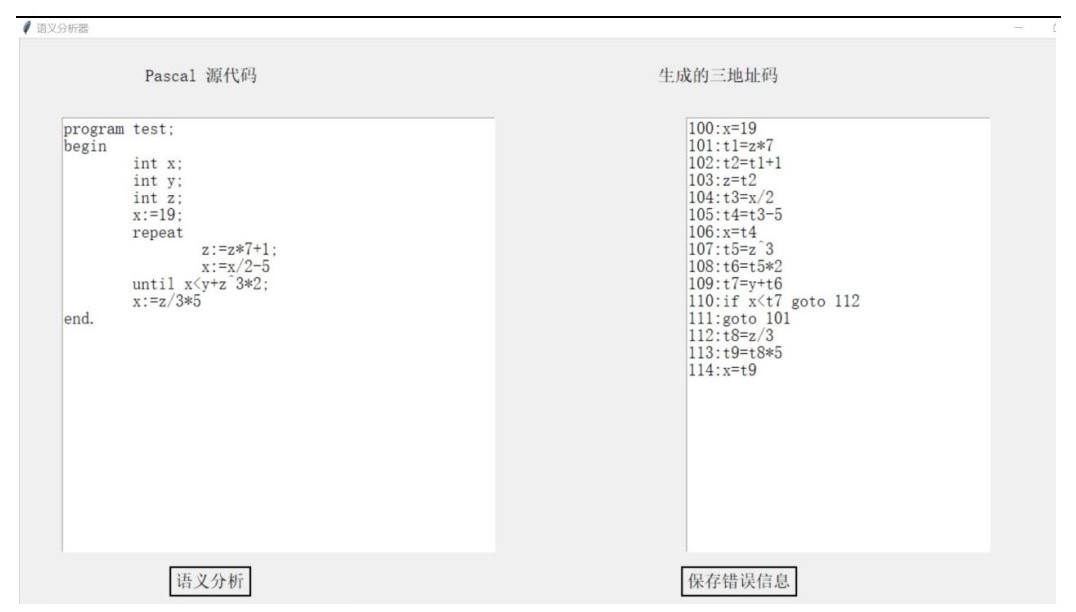 语义分析器
Pascal 源代码
生成的三地址码
program test;
begin
int x;
int y;
int z;
x:=19;
repeat
z:=z*7+1;
x:=x/2-5
until x<y+z^3*2;
x:=z/3*5
end.
100:x=19
101:t1=z*7
102:t2=t1+1
103:z=t2
104:t3=x/2
105:t4=t3-5
106:x=t4
107:t5=z^3
108:t6=t5*2
109:t7=y+t6
110:if x<t7 goto 112
111:goto 101
112:t8=z/3
113:t9=t8*5
114:x=t9
语义分析
保存错误信息